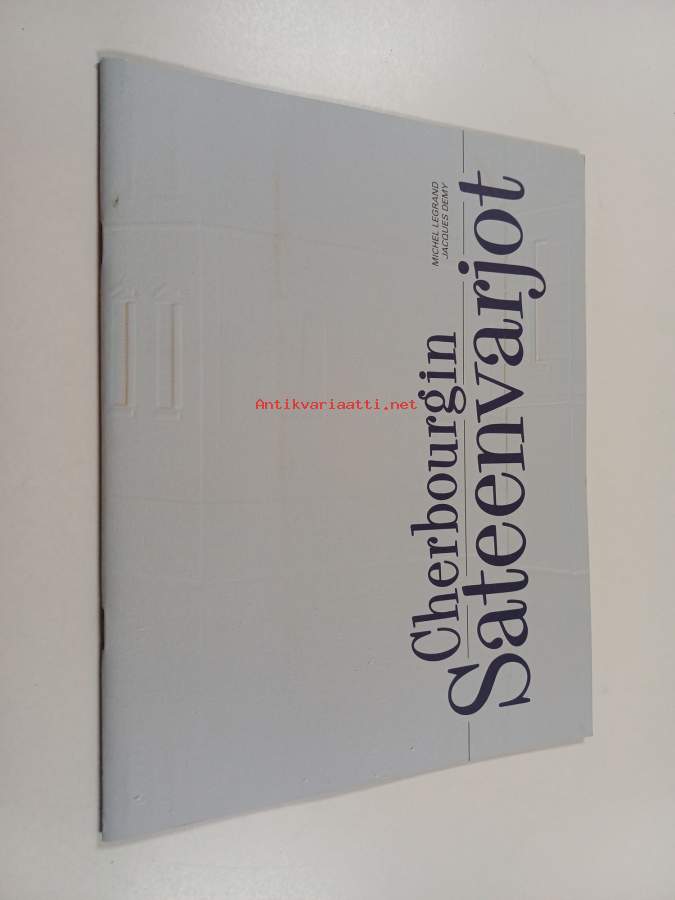 MICHEL LEGRAND
JACQUES DEMY
Cherbourgin
Sateenvarjot
Antikvariaatti.net